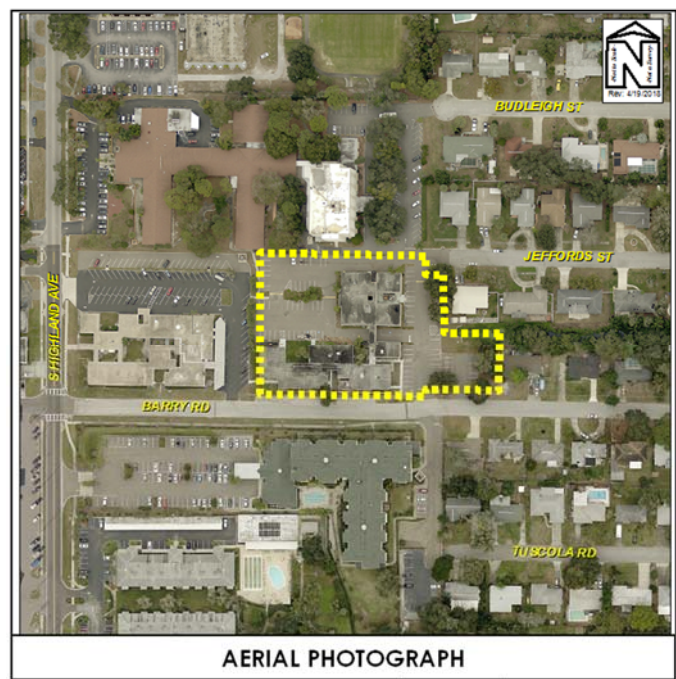 N
Rev: 4/19/2018
BUDLEIGH ST
JEFFORDS ST
S HIGHLAND AVE
BARRY RD
TUSCOLA RD
AERIAL PHOTOGRAPH